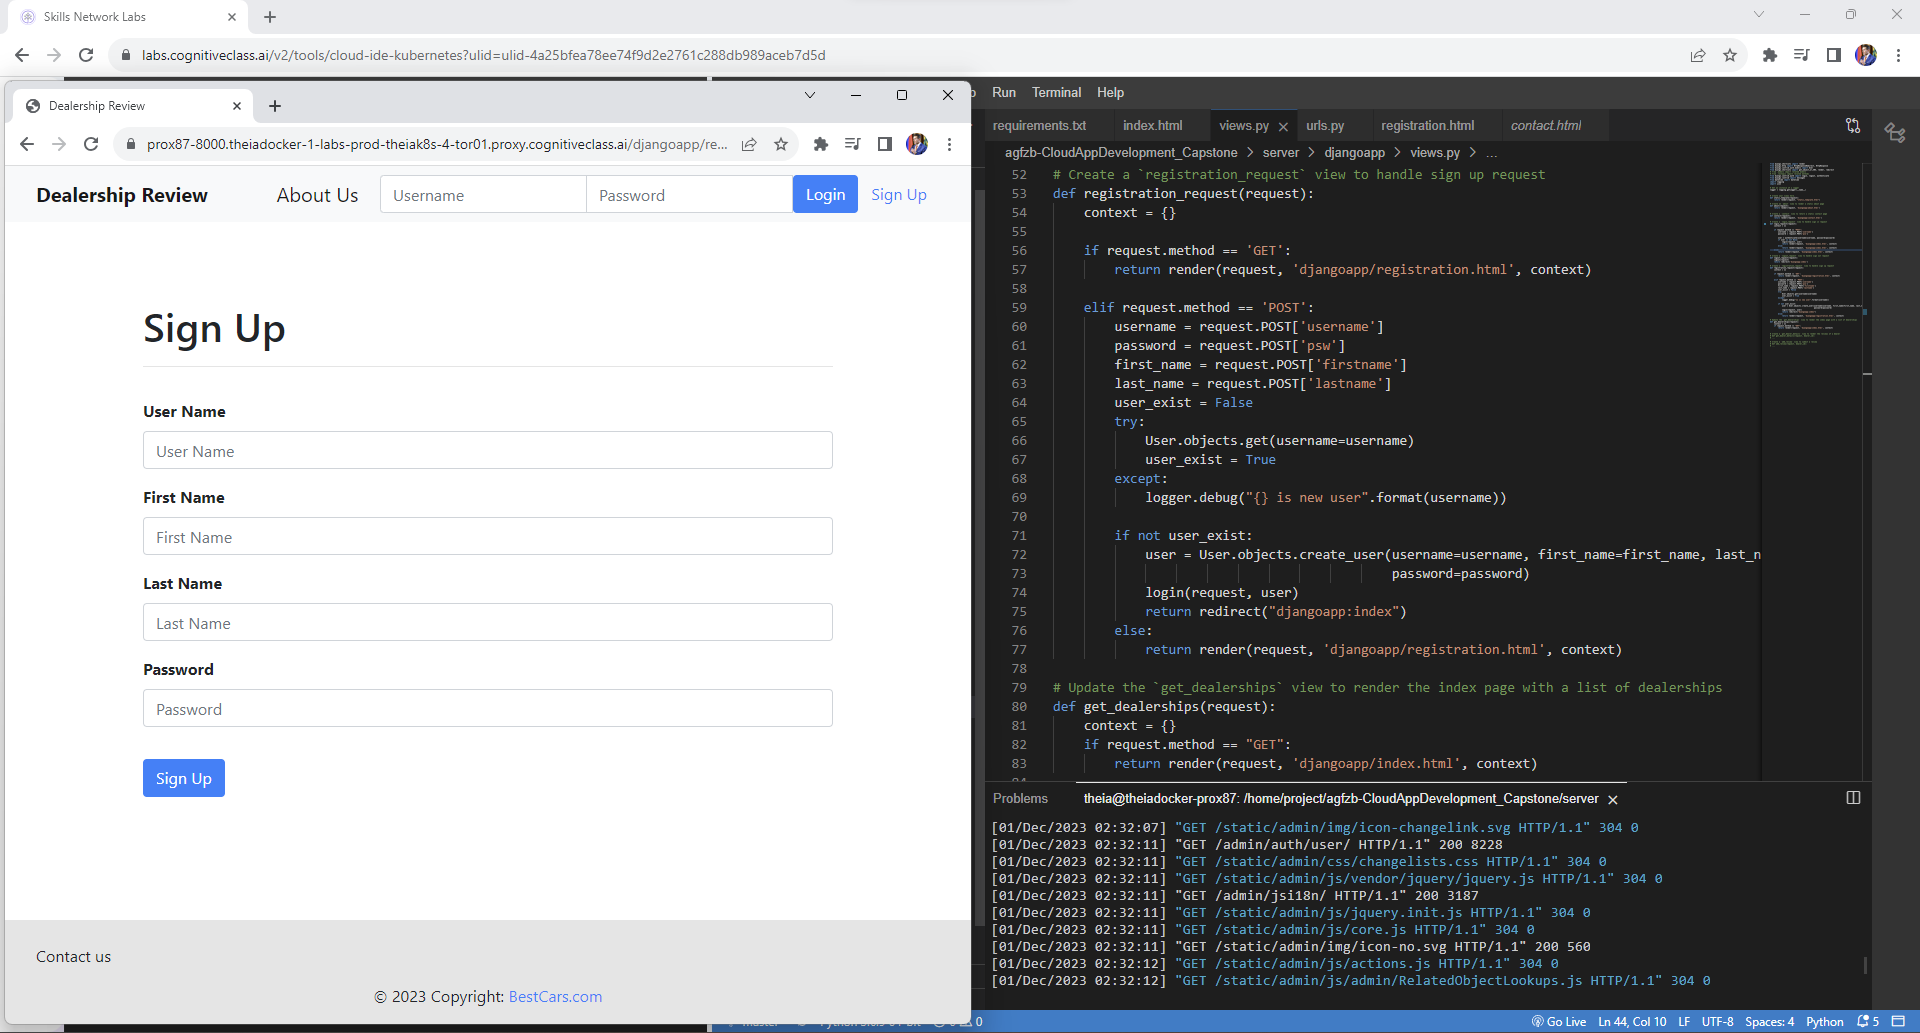 Skills Network Labs
labs.cognitiveclass.ai/v2/tools/cloud-ide-kubernetes?ulid=ulid-4a25bfea78ee74f9d2e2761c288db989aceb7d5d
Dealership Review
prox87-8000.theiadocker-1-labs-prod-theiak8s-4-tor01.proxy.cognitiveclass.ai/djangoapp/re...
Dealership Review About Us Username Password Login Sign Up
Sign Up
User Name
User Name
First Name
First Name
Last Name
Last Name
Password
Password
Sign Up
Contact us
© 2023 Copyright: BestCars.com
Run Terminal Help
requirements.txt index.html views.py urls.py registration.html contact.html
agfzb-CloudAppDevelopment_Capstone > server > djangoapp > views.py > ...
52 # Create a `registration_request` view to handle sign up request
53 def registration_request(request):
54 context = {}
55
56 if request.method == 'GET':
57 return render(request, 'djangoapp/registration.html', context)
58
59 elif request.method == 'POST':
60 username = request.POST['username']
61 password = request.POST['psw']
62 first_name = request.POST['firstname']
63 last_name = request.POST['lastname']
64 user_exist = False
65 try:
66 User.objects.get(username=username)
67 user_exist = True
68 except:
69 logger.debug("{} is new user".format(username))
70
71 if not user_exist:
72 user = User.objects.create_user(username=username, first_name=first_name, last_n
73 password=password)
74 login(request, user)
75 return redirect("djangoapp:index")
76 else:
77 return render(request, 'djangoapp/registration.html', context)
78
79 # Update the `get_dealerships` view to render the index page with a list of dealerships
80 def get_dealerships(request):
81 context = {}
82 if request.method == "GET":
83 return render(request, 'djangoapp/index.html', context)
Problems theia@theiadocker-prox87: /home/project/agfzb-CloudAppDevelopment_Capstone/server
[01/Dec/2023 02:32:07] "GET /static/admin/img/icon-changelink.svg HTTP/1.1" 304 0
[01/Dec/2023 02:32:11] "GET /admin/auth/user/ HTTP/1.1" 200 8228
[01/Dec/2023 02:32:11] "GET /static/admin/css/changelists.css HTTP/1.1" 304 0
[01/Dec/2023 02:32:11] "GET /static/admin/js/vendor/jquery/jquery.js HTTP/1.1" 304 0
[01/Dec/2023 02:32:11] "GET /admin/jsi18n/ HTTP/1.1" 200 3187
[01/Dec/2023 02:32:11] "GET /static/admin/js/jquery.init.js HTTP/1.1" 304 0
[01/Dec/2023 02:32:11] "GET /static/admin/js/core.js HTTP/1.1" 304 0
[01/Dec/2023 02:32:11] "GET /static/admin/img/icon-no.svg HTTP/1.1" 200 560
[01/Dec/2023 02:32:12] "GET /static/admin/js/actions.js HTTP/1.1" 304 0
[01/Dec/2023 02:32:12] "GET /static/admin/js/admin/RelatedObjectLookups.js HTTP/1.1" 304 0
0 Go Live Ln 44, Col 10 LF UTF-8 Spaces: 4 Python 5